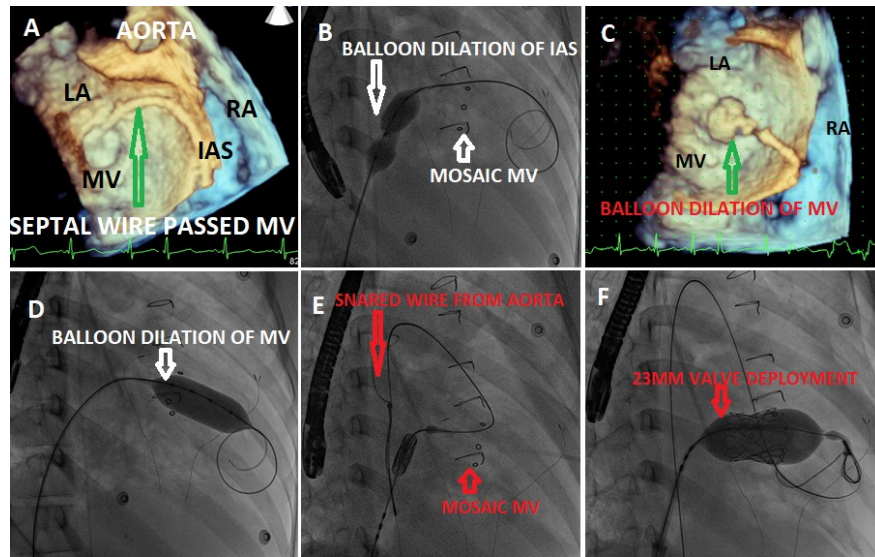 A
AORTA
LA
RA
IAS
MV
SEPTAL WIRE PASSED MV
82
B
BALLOON DILATION OF IAS
MOSAIC MV
C
LA
RA
MV
BALLOON DILATION OF MV
D
BALLOON DILATION OF MV
E
SNARED WIRE FROM AORTA
MOSAIC MV
F
23MM VALVE DEPLOYMENT